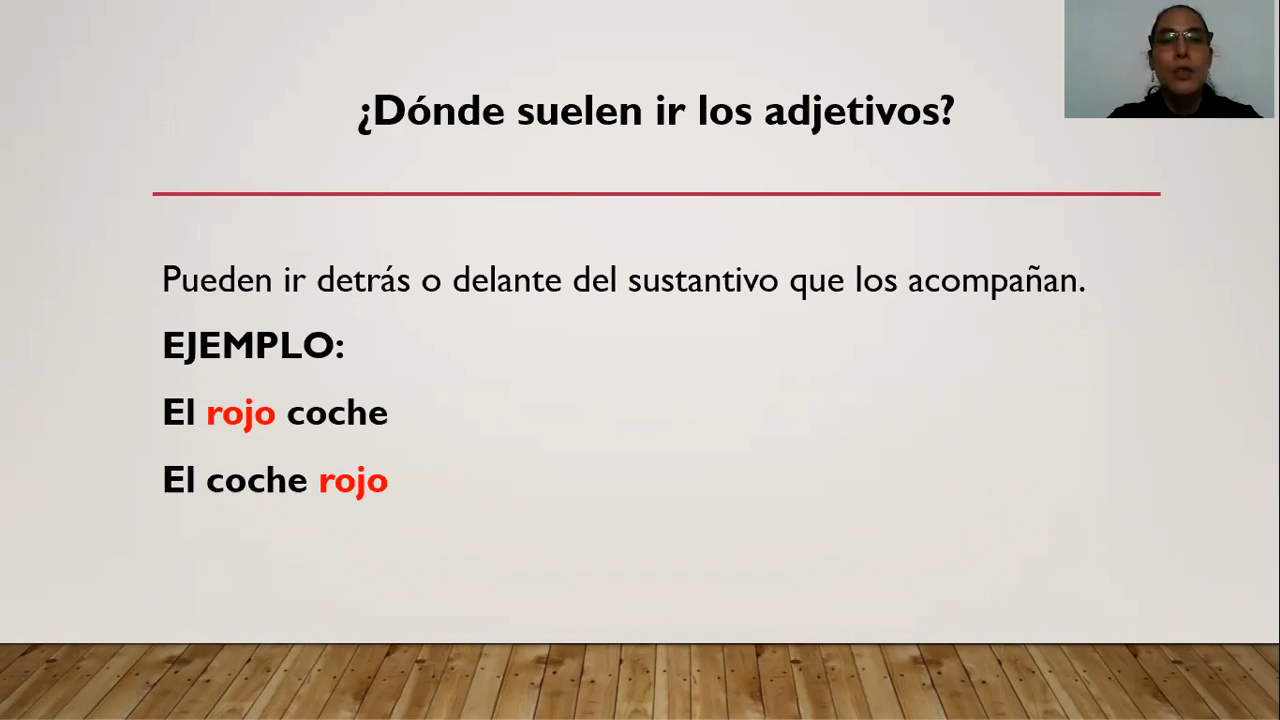 ¿Dónde suelen ir los adjetivos?
Pueden ir detrás o delante del sustantivo que los acompañan.
EJEMPLO:
El rojo coche
El coche rojo